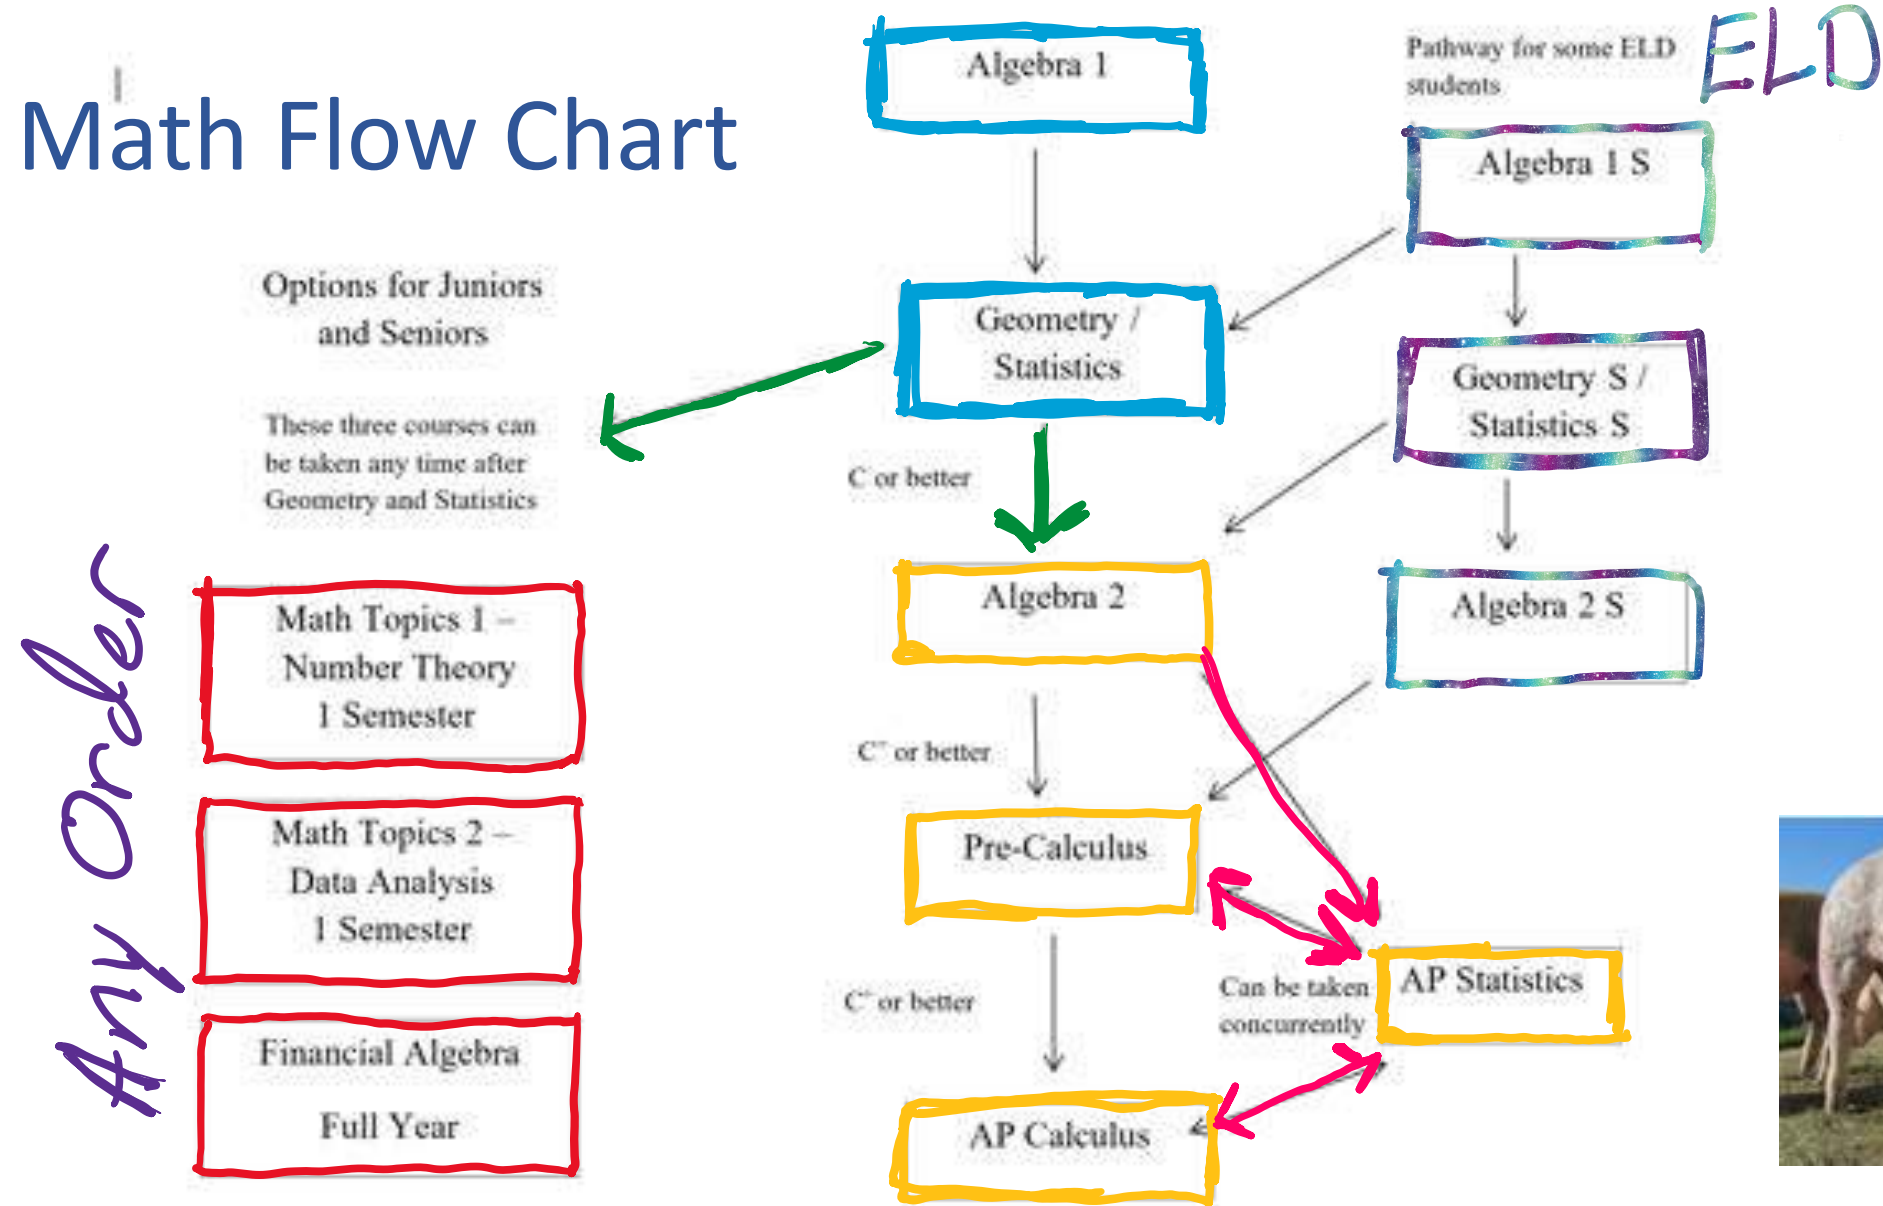 Math Flow Chart
Algebra 1
Pathway for some ELD
students
ELD
Algebra 1 S
Options for Juniors
and Seniors
Geometry /
Statistics
Geometry S /
Statistics S
These three courses can
be taken any time after
Geometry and Statistics
C or better
Any Order
Algebra 2
Algebra 2 S
Math Topics 1 –
Number Theory
1 Semester
C+ or better
Math Topics 2 –
Data Analysis
1 Semester
Pre-Calculus
C+ or better
Can be taken
concurrently
AP Statistics
Financial Algebra
Full Year
AP Calculus